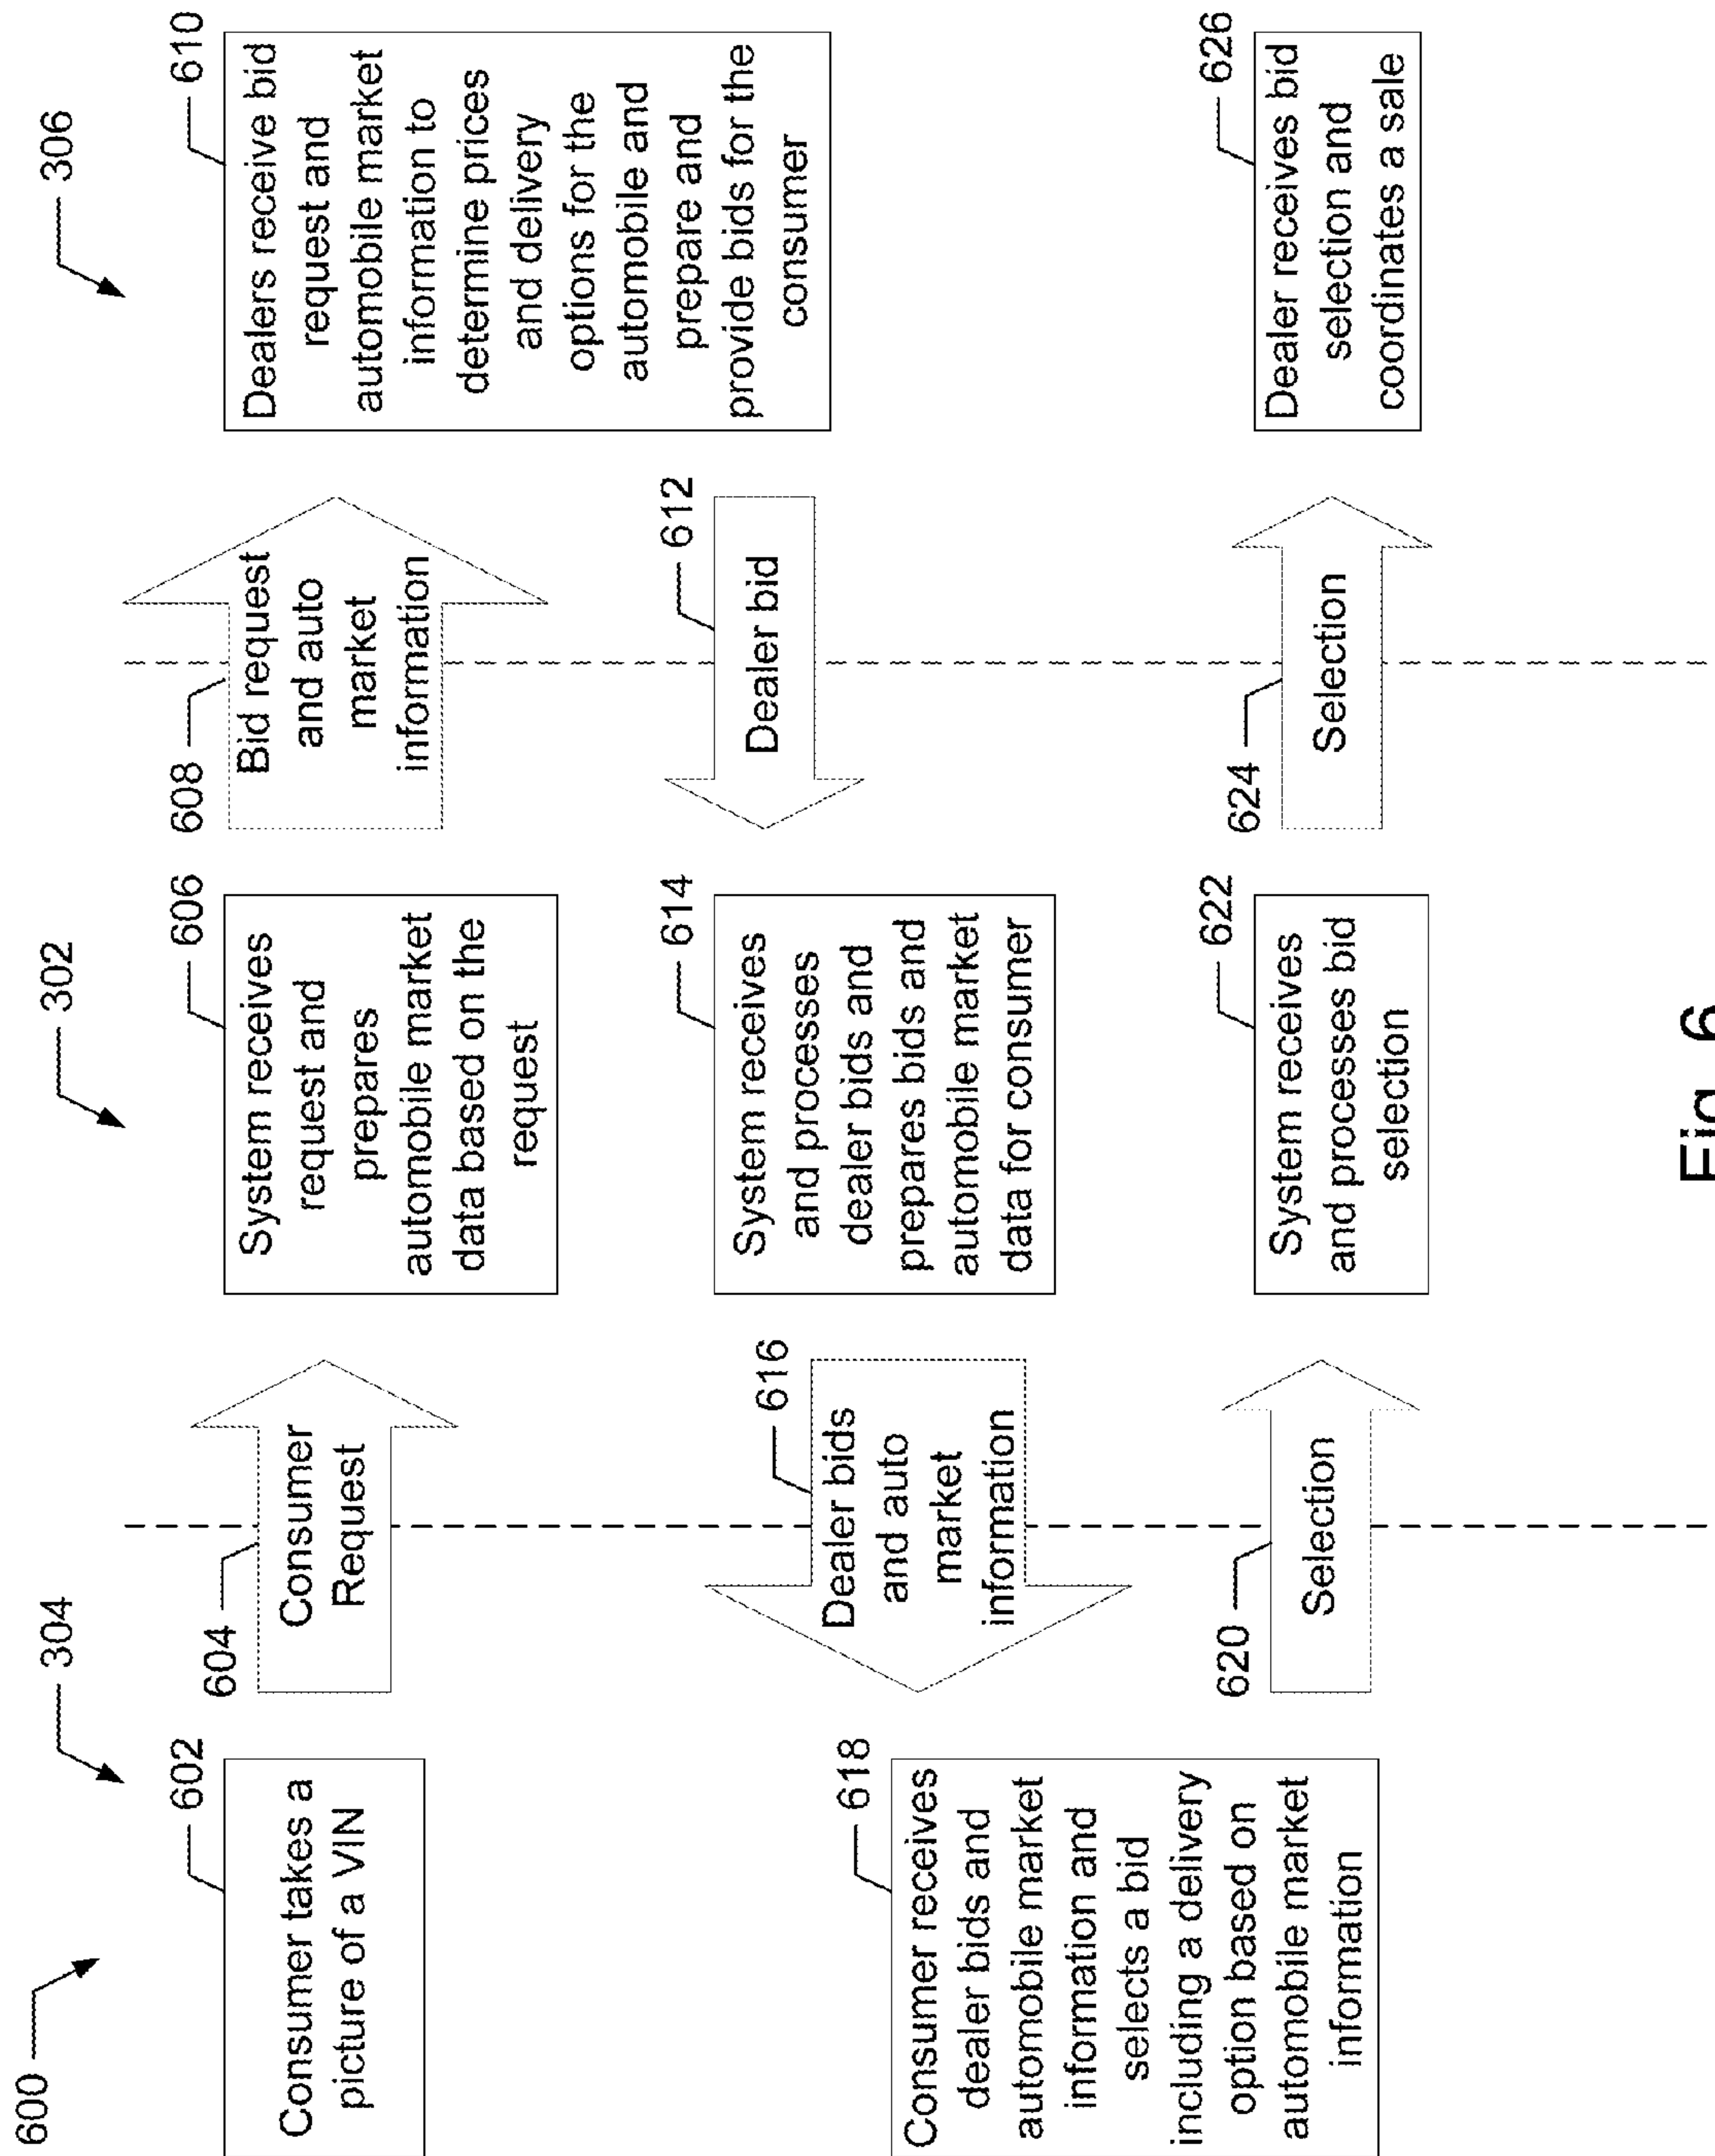 600
304
302
306
602
Consumer takes a
picture of a VIN
604
Consumer
Request
606
System receives
request and
prepares
automobile market
data based on the
request
608
Bid request
and auto
market
information
610
Dealers receive bid
request and
automobile market
information to
determine prices
and delivery
options for the
automobile and
prepare and
provide bids for the
consumer
612
Dealer bid
614
System receives
and processes
dealer bids and
prepares bids and
automobile market
data for consumer
616
Dealer bids
and auto
market
information
618
Consumer receives
dealer bids and
automobile market
information and
selects a bid
including a delivery
option based on
automobile market
information
620
Selection
622
System receives
and processes bid
selection
624
Selection
626
Dealer receives bid
selection and
coordinates a sale
Fig. 6